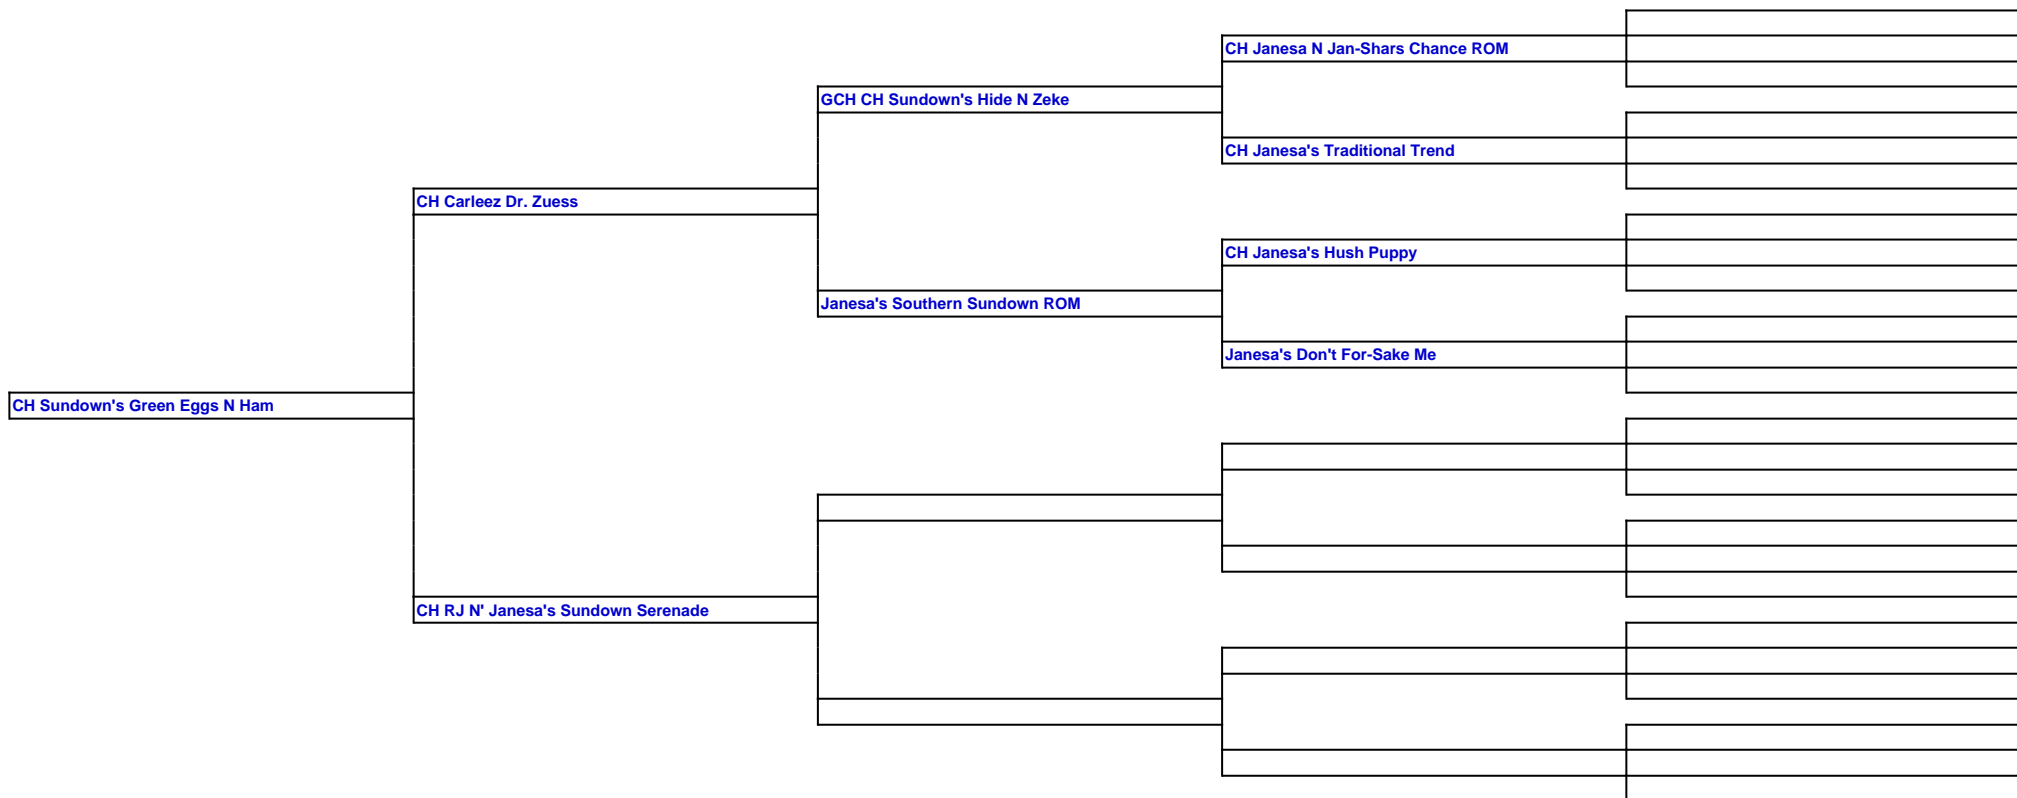 CH Janesa N Jan-Shars Chance ROM
GCH CH Sundown's Hide N Zeke
CH Janesa's Traditional Trend
CH Carleez Dr. Zuess
CH Janesa's Hush Puppy
Janesa's Southern Sundown ROM
Janesa's Don't For-Sake Me
CH Sundown's Green Eggs N Ham
CH RJ N' Janesa's Sundown Serenade